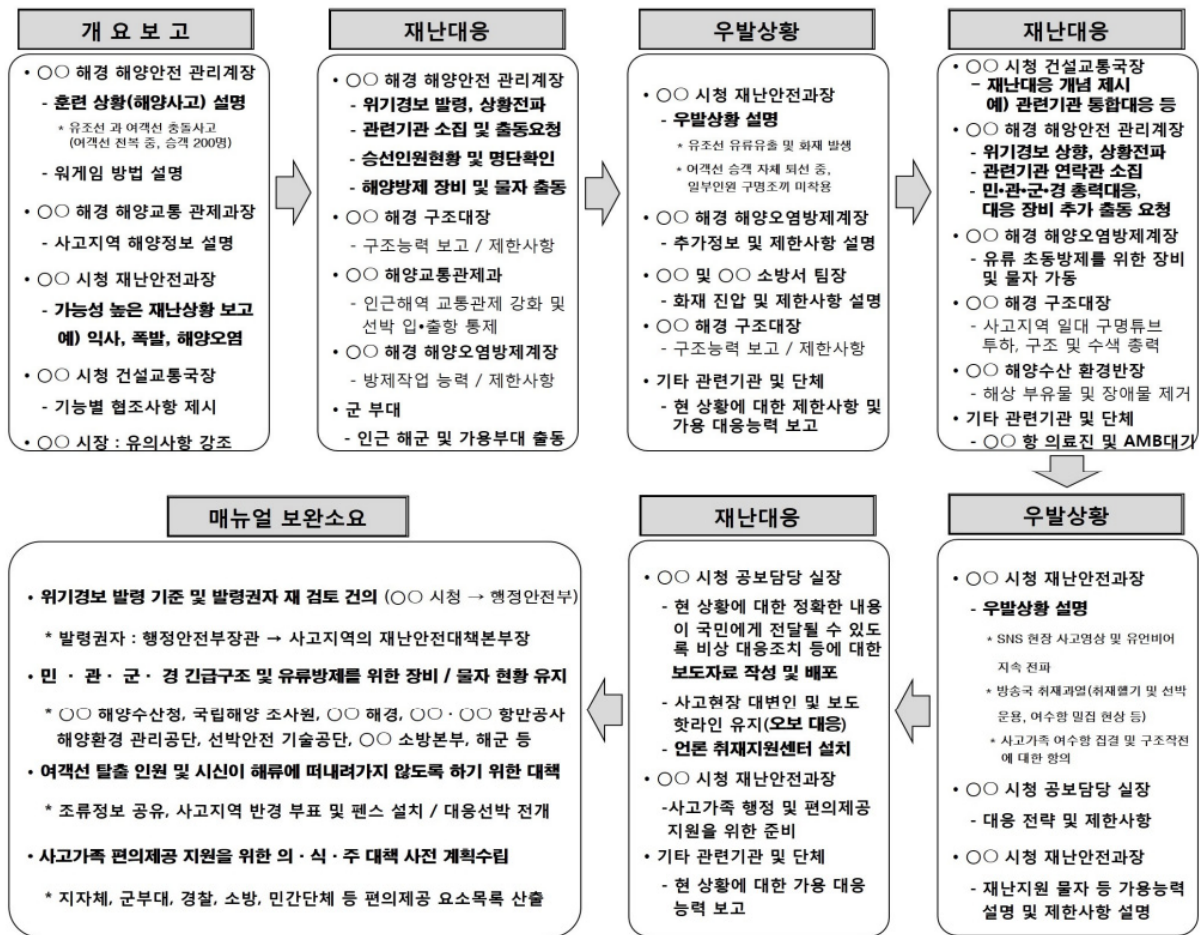 개 요 보 고
• ○○ 해경 해양안전 관리계장
- 훈련 상황(해양사고) 설명
* 유조선 과 여객선 충돌사고
(여객선 전복 중, 승객 200명)
- 워게임 방법 설명
• ○○ 해경 해양교통 관제과장
- 사고지역 해양정보 설명
• ○○ 시청 재난안전과장
- 가능성 높은 재난상황 보고
예) 익사, 폭발, 해양오염
• ○○ 시청 건설교통국장
- 기능별 협조사항 제시
• ○○ 시장 : 유의사항 강조
재난대응
• ○○ 해경 해양안전 관리계장
- 위기경보 발령, 상황전파
- 관련기관 소집 및 출동요청
- 승선인원현황 및 명단확인
- 해양방제 장비 및 물자 출동
• ○○ 해경 구조대장
- 구조능력 보고 / 제한사항
• ○○ 해양교통관제과
- 인근해역 교통관제 강화 및
선박 입•출항 통제
• ○○ 해경 해양오염방제계장
- 방제작업 능력 / 제한사항
• 군 부대
- 인근 해군 및 가용부대 출동
우발상황
• ○○ 시청 재난안전과장
- 우발상황 설명
* 유조선 유류유출 및 화재 발생
* 여객선 승객 자체 퇴선 중,
일부인원 구명조끼 미착용
• ○○ 해경 해양오염방제계장
- 추가정보 및 제한사항 설명
• ○○ 및 ○○ 소방서 팀장
- 화재 진압 및 제한사항 설명
• ○○ 해경 구조대장
- 구조능력 보고 / 제한사항
• 기타 관련기관 및 단체
- 현 상황에 대한 제한사항 및
가용 대응능력 보고
재난대응
• ○○ 시청 건설교통국장
- 재난대응 개념 제시
예) 관련기관 통합대응 등
• ○○ 해경 해양안전 관리계장
- 위기경보 상향, 상황전파
- 관련기관 연락관 소집
- 민•관•군•경 총력대응,
대응 장비 추가 출동 요청
• ○○ 해경 해양오염방제계장
- 유류 초동방제를 위한 장비
및 물자 가동
• ○○ 해경 구조대장
- 사고지역 일대 구명튜브
투하, 구조 및 수색 총력
• ○○ 해양수산 환경반장
- 해상 부유물 및 장애물 제거
• 기타 관련기관 및 단체
- ○○ 항 의료진 및 AMB대기
우발상황
• ○○ 시청 재난안전과장
- 우발상황 설명
* SNS 현장 사고영상 및 유언비어
지속 전파
* 방송국 취재과열(취재헬기 및 선박
운용, 여수항 밀집 현상 등)
* 사고가족 여수항 집결 및 구조작전
에 대한 항의
• ○○ 시청 공보담당 실장
- 대응 전략 및 제한사항
• ○○ 시청 재난안전과장
- 재난지원 물자 등 가용능력
설명 및 제한사항 설명
재난대응
• ○○ 시청 공보담당 실장
- 현 상황에 대한 정확한 내용
이 국민에게 전달될 수 있도
록 비상 대응조치 등에 대한
보도자료 작성 및 배포
- 사고현장 대변인 및 보도
핫라인 유지(오보 대응)
- 언론 취재지원센터 설치
• ○○ 시청 재난안전과장
-사고가족 행정 및 편의제공
지원을 위한 준비
• 기타 관련기관 및 단체
- 현 상황에 대한 가용 대응
능력 보고
매뉴얼 보완소요
• 위기경보 발령 기준 및 발령권자 재 검토 건의 (○○ 시청 → 행정안전부)
* 발령권자 : 행정안전부장관 → 사고지역의 재난안전대책본부장
• 민 · 관 · 군 · 경 긴급구조 및 유류방제를 위한 장비 / 물자 현황 유지
* ○○ 해양수산청, 국립해양 조사원, ○○ 해경, ○○ · ○○ 항만공사
해양환경 관리공단, 선박안전 기술공단, ○○ 소방본부, 해군 등
• 여객선 탈출 인원 및 시신이 해류에 떠내려가지 않도록 하기 위한 대책
* 조류정보 공유, 사고지역 반경 부표 및 펜스 설치 / 대응선박 전개
• 사고가족 편의제공 지원을 위한 의 · 식 · 주 대책 사전 계획수립
* 지자체, 군부대, 경찰, 소방, 민간단체 등 편의제공 요소목록 산출